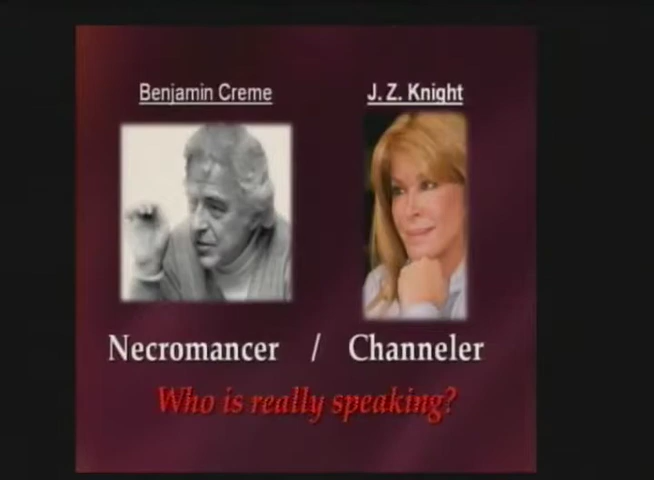 Benjamin Creme
J. Z. Knight
Necromancer / Channeler
Who is really speaking?